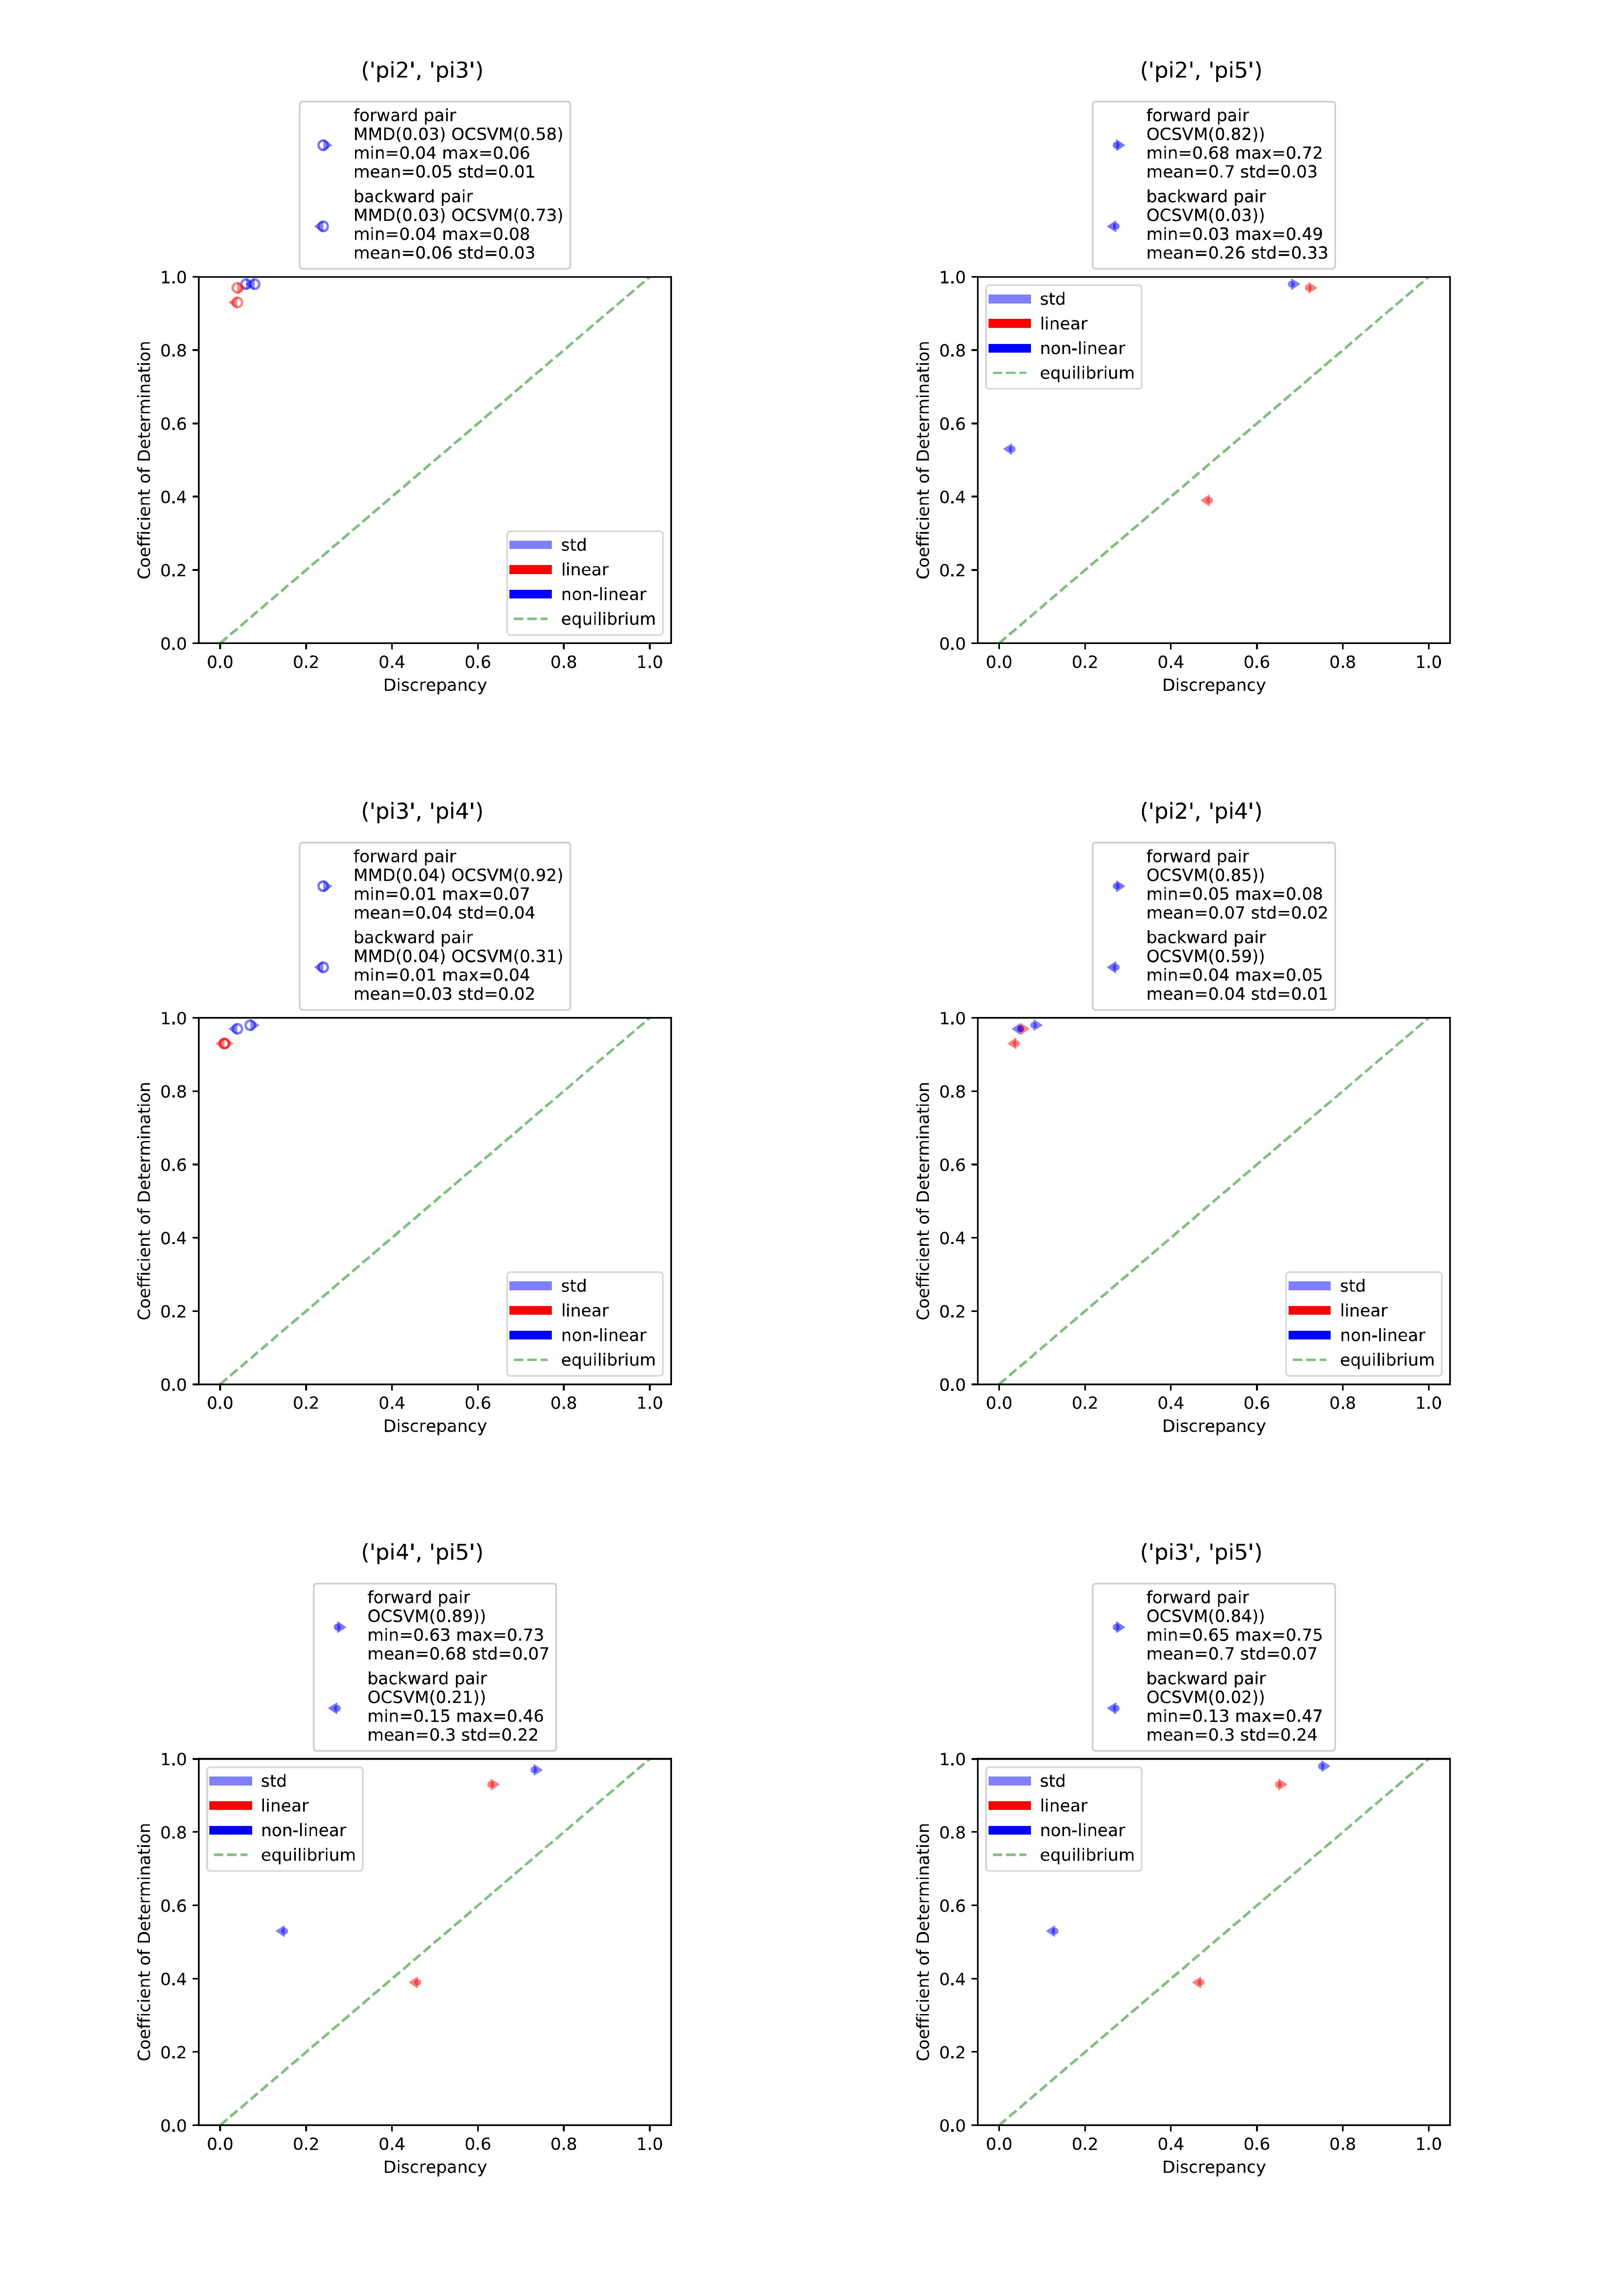 ('pi2', 'pi3')
forward pair
MMD(0.03) OCSVM(0.58)
min=0.04 max=0.06
mean=0.05 std=0.01
backward pair
MMD(0.03) OCSVM(0.73)
min=0.04 max=0.08
mean=0.06 std=0.03
1.0
0.8
0.6
0.4
0.2
0.0
Coefficient of Determination
std
linear
non-linear
equilibrium
0.0 0.2 0.4 0.6 0.8 1.0
Discrepancy
('pi2', 'pi5')
forward pair
OCSVM(0.82))
min=0.68 max=0.72
mean=0.7 std=0.03
backward pair
OCSVM(0.03))
min=0.03 max=0.49
mean=0.26 std=0.33
1.0
0.8
0.6
0.4
0.2
0.0
Coefficient of Determination
std
linear
non-linear
equilibrium
0.0 0.2 0.4 0.6 0.8 1.0
Discrepancy
('pi3', 'pi4')
forward pair
MMD(0.04) OCSVM(0.92)
min=0.01 max=0.07
mean=0.04 std=0.04
backward pair
MMD(0.04) OCSVM(0.31)
min=0.01 max=0.04
mean=0.03 std=0.02
1.0
0.8
0.6
0.4
0.2
0.0
Coefficient of Determination
std
linear
non-linear
equilibrium
0.0 0.2 0.4 0.6 0.8 1.0
Discrepancy
('pi2', 'pi4')
forward pair
OCSVM(0.85))
min=0.05 max=0.08
mean=0.07 std=0.02
backward pair
OCSVM(0.59))
min=0.04 max=0.05
mean=0.04 std=0.01
1.0
0.8
0.6
0.4
0.2
0.0
Coefficient of Determination
std
linear
non-linear
equilibrium
0.0 0.2 0.4 0.6 0.8 1.0
Discrepancy
('pi4', 'pi5')
forward pair
OCSVM(0.89))
min=0.63 max=0.73
mean=0.68 std=0.07
backward pair
OCSVM(0.21))
min=0.15 max=0.46
mean=0.3 std=0.22
1.0
0.8
0.6
0.4
0.2
0.0
Coefficient of Determination
std
linear
non-linear
equilibrium
0.0 0.2 0.4 0.6 0.8 1.0
Discrepancy
('pi3', 'pi5')
forward pair
OCSVM(0.84))
min=0.65 max=0.75
mean=0.7 std=0.07
backward pair
OCSVM(0.02))
min=0.13 max=0.47
mean=0.3 std=0.24
1.0
0.8
0.6
0.4
0.2
0.0
Coefficient of Determination
std
linear
non-linear
equilibrium
0.0 0.2 0.4 0.6 0.8 1.0
Discrepancy